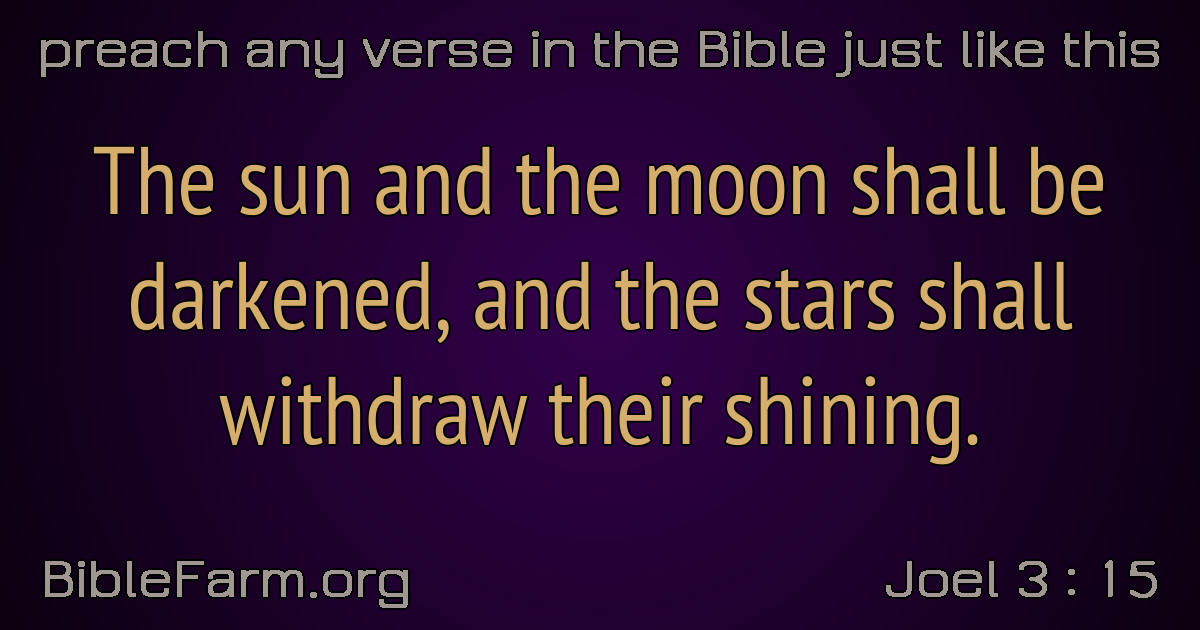 preach any verse in the Bible just like this
The sun and the moon shall be
darkened, and the stars shall
withdraw their shining.
BibleFarm.org
Joel 3 : 15